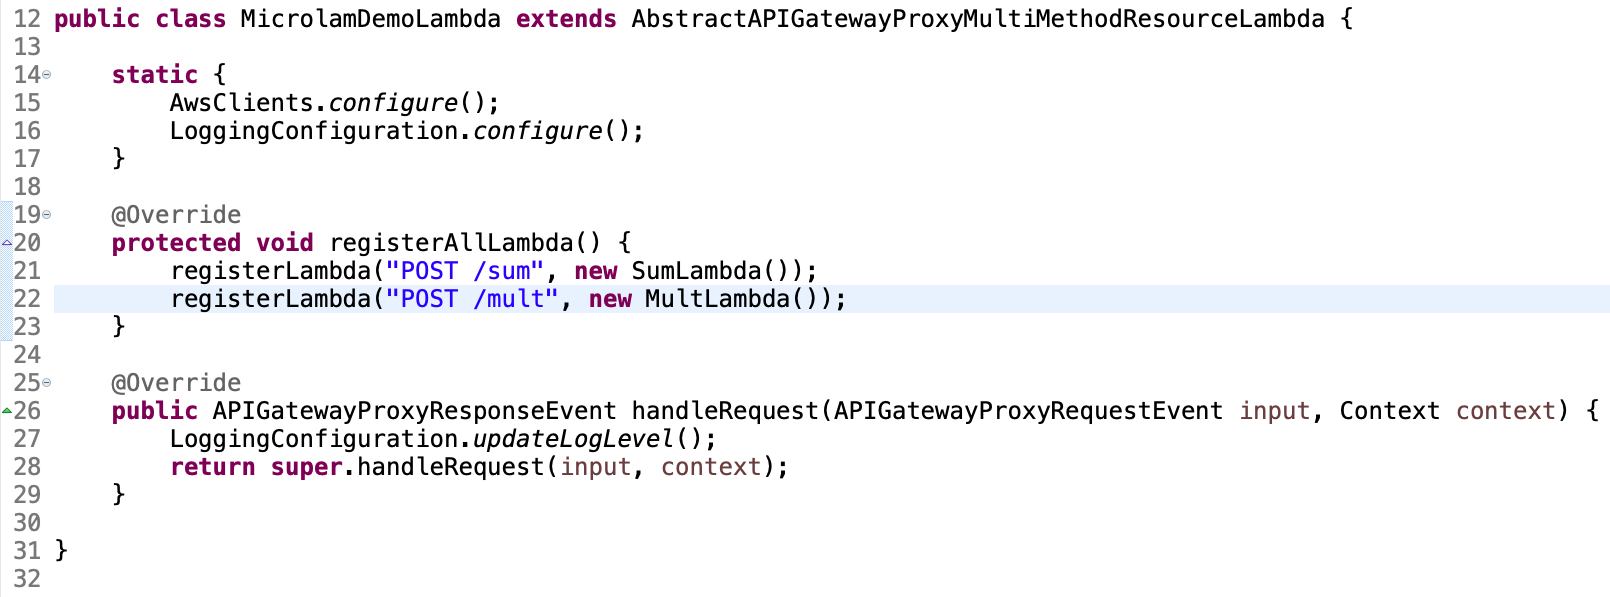 12 public class MicrolamDemoLambda extends AbstractAPIGatewayProxyMultiMethodResourceLambda {
13
14     static {
15         AwsClients.configure();
16         LoggingConfiguration.configure();
17     }
18
19     @Override
20     protected void registerAllLambda() {
21         registerLambda("POST /sum", new SumLambda());
22         registerLambda("POST /mult", new MultLambda());
23     }
24
25     @Override
26     public APIGatewayProxyResponseEvent handleRequest(APIGatewayProxyRequestEvent input, Context context) {
27         LoggingConfiguration.updateLogLevel();
28         return super.handleRequest(input, context);
29     }
30
31 }
32